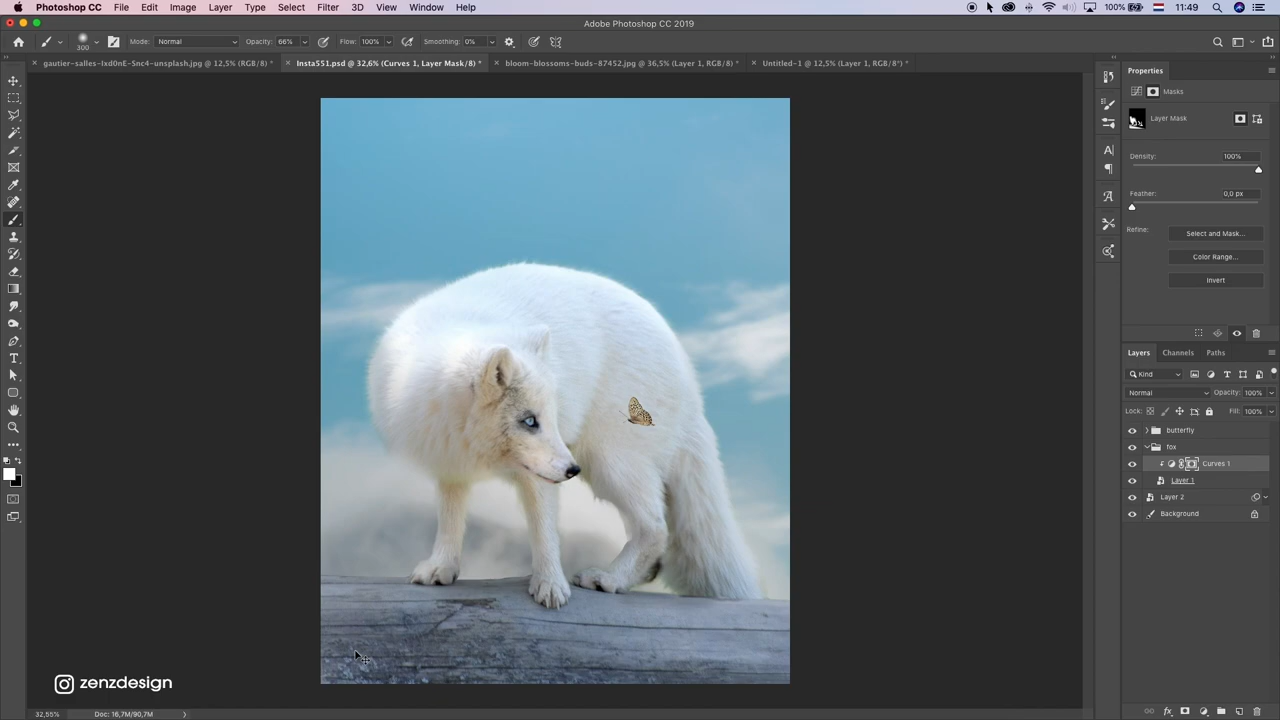 Photoshop CC File Edit Image Layer Type Select Filter 3D View Window Help 100% 11:49
Adobe Photoshop CC 2019
300 Mode: Normal Opacity: 66% Flow: 100% Smoothing: 0%
gautier-salles-IxdOnE-Snc4-unsplash.jpg @ 12,5% (RGB/8) * Insta551.psd @ 32,6% (Curves 1, Layer Mask/8) * bloom-blossoms-buds-87452.jpg @ 36,5% (Layer 1, RGB/8) * Untitled-1 @ 12,5% (Layer 1, RGB/8*) *
Properties
Masks
Layer Mask
Density: 100%
Feather: 0,0 px
Refine: Select and Mask...
Color Range...
Invert
Layers Channels Paths
Kind
Normal Opacity: 100%
Lock: Fill: 100%
butterfly
fox
Curves 1
Layer 1
Layer 2
Background
zenzdesign
32,55% Doc: 16,7M/90,7M